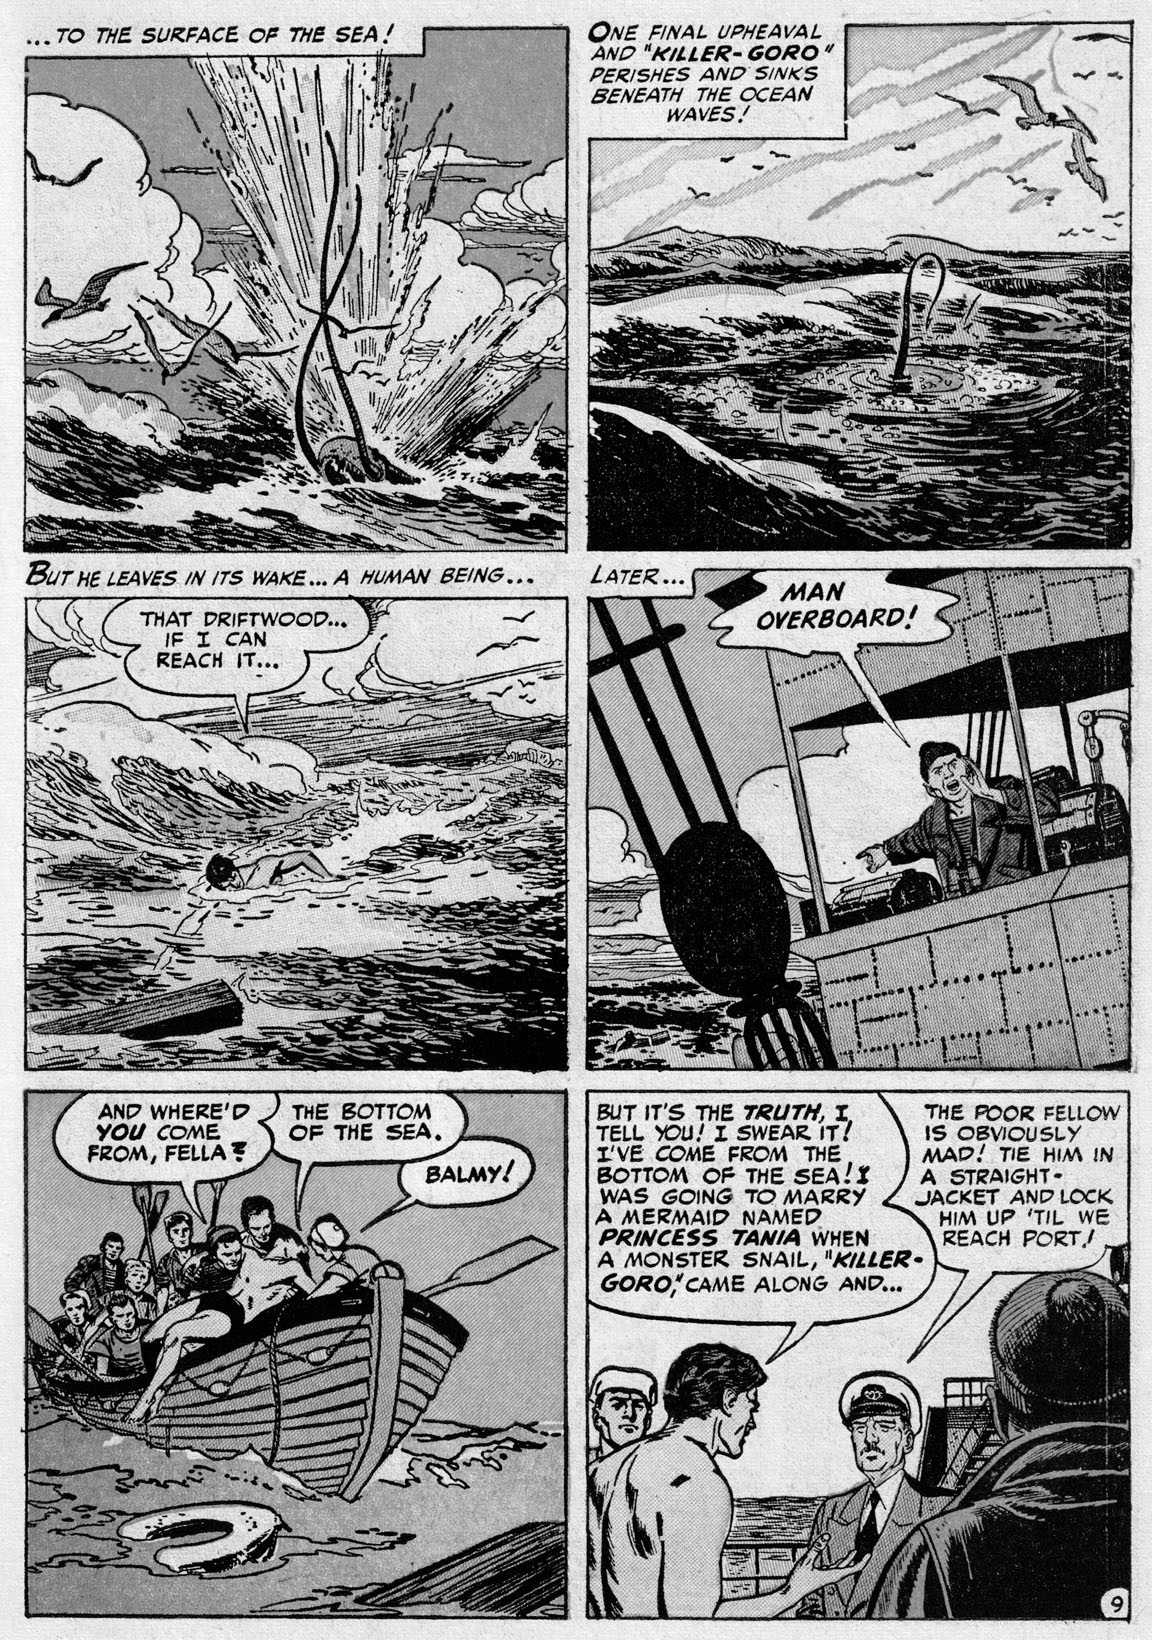 ...TO THE SURFACE OF THE SEA!
ONE FINAL UPHEAVAL
AND "KILLER-GORO"
PERISHES AND SINKS
BENEATH THE OCEAN
WAVES!
BUT HE LEAVES IN ITS WAKE... A HUMAN BEING...
THAT DRIFTWOOD...
IF I CAN
REACH IT...
LATER...
MAN
OVERBOARD!
AND WHERE'D
YOU COME
FROM, FELLA?
THE BOTTOM
OF THE SEA.
BALMY!
BUT IT'S THE TRUTH, I
TELL YOU! I SWEAR IT!
I'VE COME FROM THE
BOTTOM OF THE SEA! I
WAS GOING TO MARRY
A MERMAID NAMED
PRINCESS TANIA WHEN
A MONSTER SNAIL, "KILLER-
GORO," CAME ALONG AND...
THE POOR FELLOW
IS OBVIOUSLY
MAD! TIE HIM IN
A STRAIGHT-
JACKET AND LOCK
HIM UP 'TIL WE
REACH PORT!
9